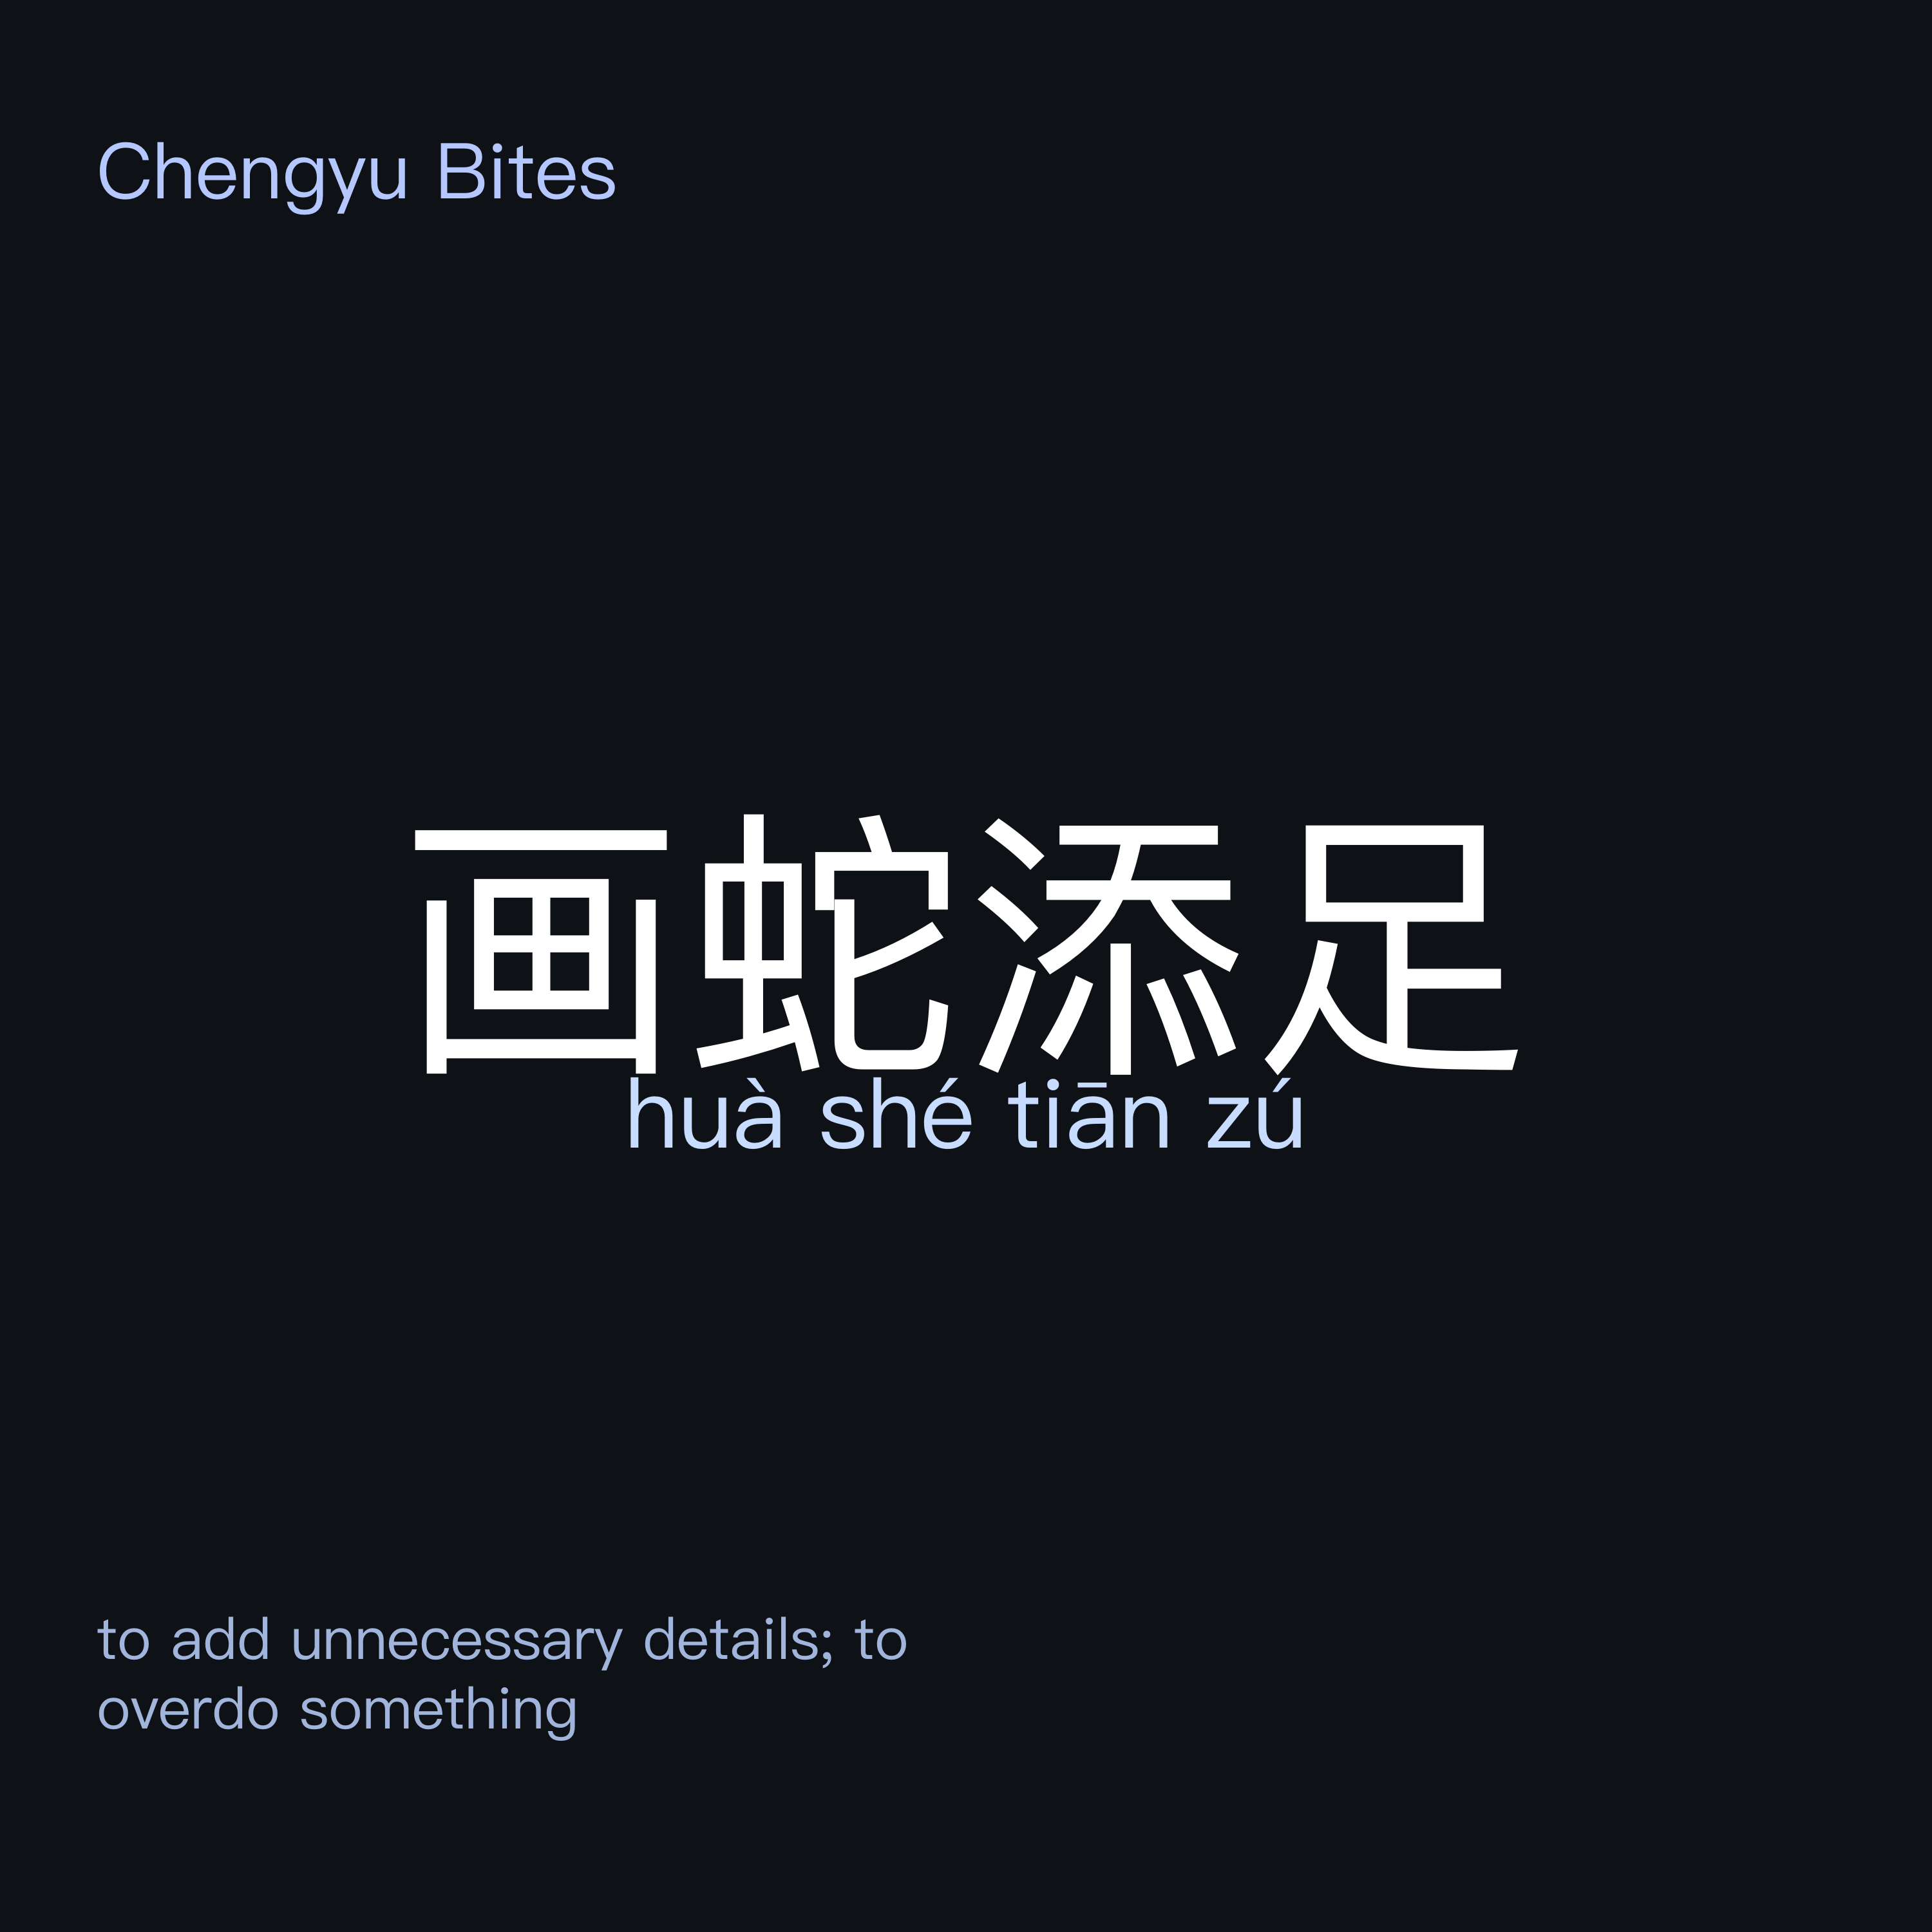 Chengyu Bites
画蛇添足
huà shé tiān zú
to add unnecessary details; to
overdo something